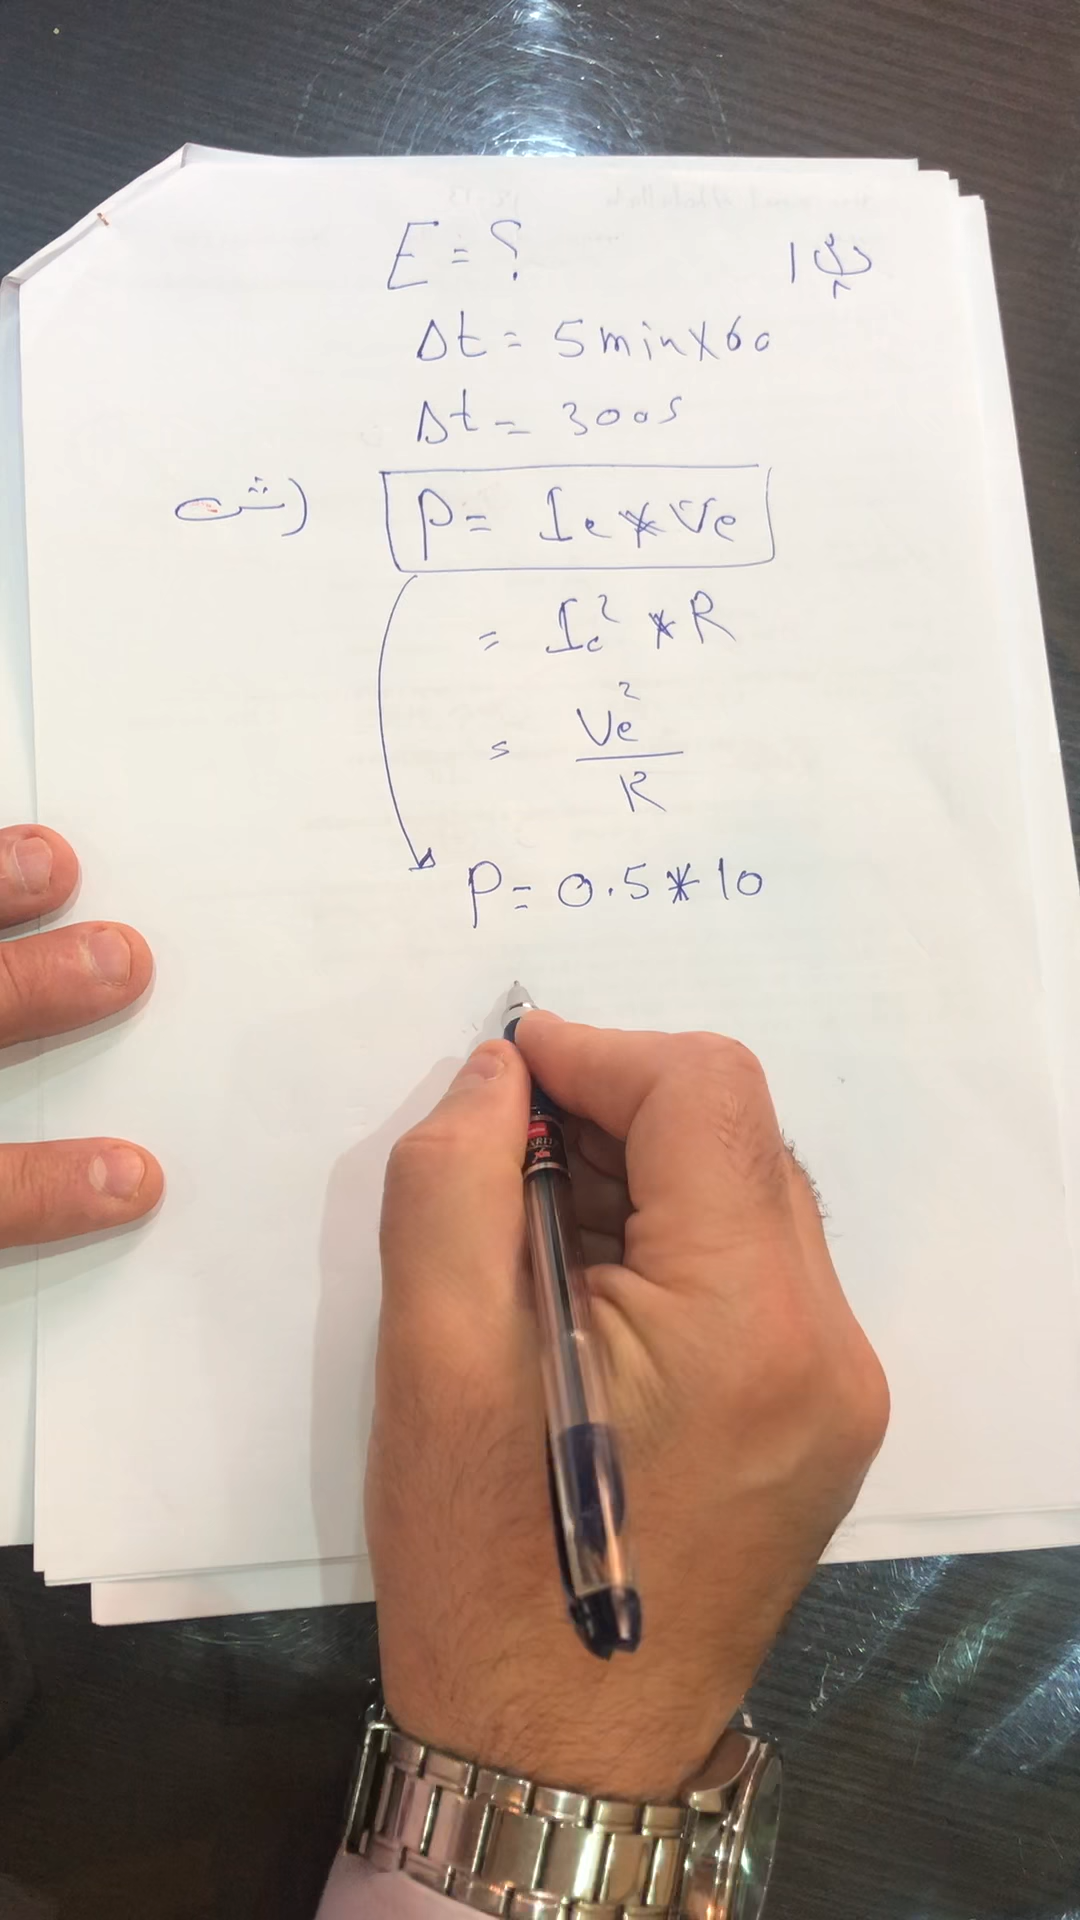 E = ?
Δt = 5min×60
Δt = 300s
P = Ie * Ve
= Ie² * R
= Ve² / R
P = 0.5 * 10